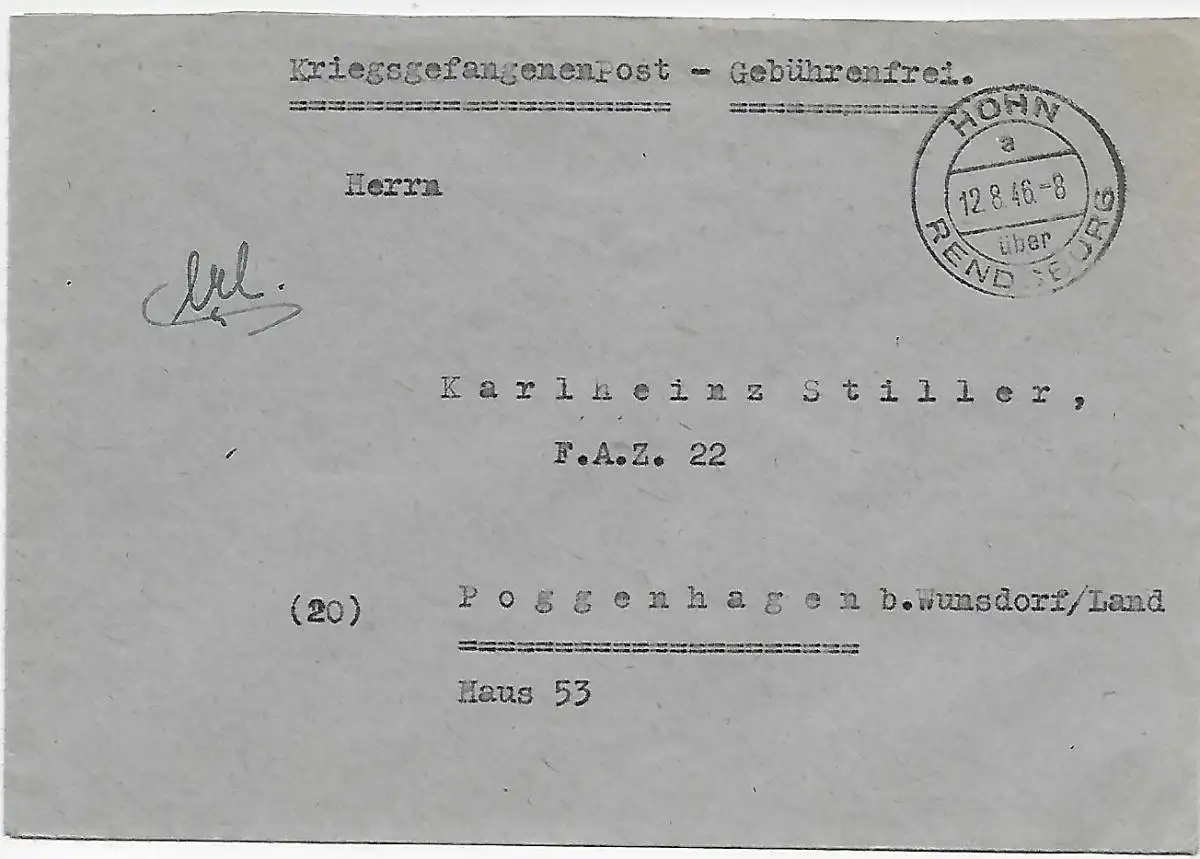 KriegsgefangenenPost - Gebührenfrei.
HOHN
a
12.8.46.-8
über
RENDSBURG
Herrn
Karlheinz Stiller,
F.A.Z. 22
(20) Poggenhagen b.Wunsdorf/Land
Haus 53